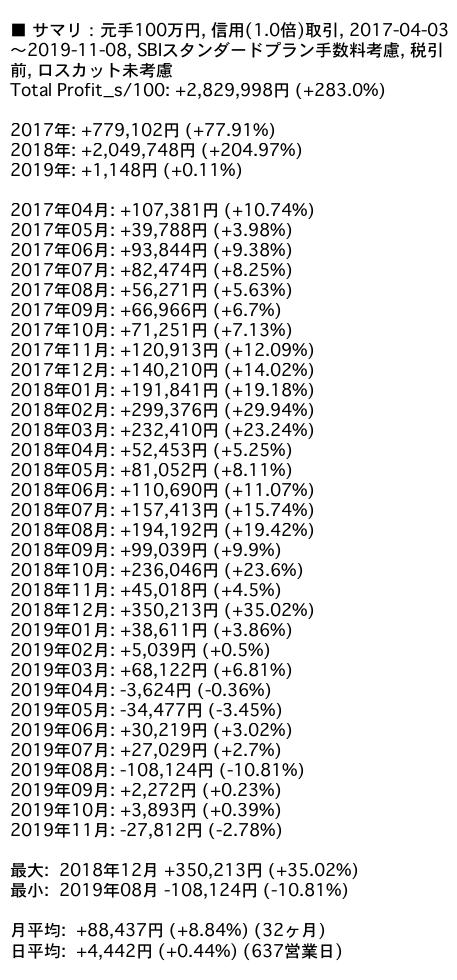 ■ サマリ：元手100万円, 信用(1.0倍)取引, 2017-04-03
〜2019-11-08, SBIスタンダードプラン手数料考慮, 税引
前, ロスカット未考慮
Total Profit_s/100: +2,829,998円 (+283.0%)
2017年: +779,102円 (+77.91%)
2018年: +2,049,748円 (+204.97%)
2019年: +1,148円 (+0.11%)
2017年04月: +107,381円 (+10.74%)
2017年05月: +39,788円 (+3.98%)
2017年06月: +93,844円 (+9.38%)
2017年07月: +82,474円 (+8.25%)
2017年08月: +56,271円 (+5.63%)
2017年09月: +66,966円 (+6.7%)
2017年10月: +71,251円 (+7.13%)
2017年11月: +120,913円 (+12.09%)
2017年12月: +140,210円 (+14.02%)
2018年01月: +191,841円 (+19.18%)
2018年02月: +299,376円 (+29.94%)
2018年03月: +232,410円 (+23.24%)
2018年04月: +52,453円 (+5.25%)
2018年05月: +81,052円 (+8.11%)
2018年06月: +110,690円 (+11.07%)
2018年07月: +157,413円 (+15.74%)
2018年08月: +194,192円 (+19.42%)
2018年09月: +99,039円 (+9.9%)
2018年10月: +236,046円 (+23.6%)
2018年11月: +45,018円 (+4.5%)
2018年12月: +350,213円 (+35.02%)
2019年01月: +38,611円 (+3.86%)
2019年02月: +5,039円 (+0.5%)
2019年03月: +68,122円 (+6.81%)
2019年04月: -3,624円 (-0.36%)
2019年05月: -34,477円 (-3.45%)
2019年06月: +30,219円 (+3.02%)
2019年07月: +27,029円 (+2.7%)
2019年08月: -108,124円 (-10.81%)
2019年09月: +2,272円 (+0.23%)
2019年10月: +3,893円 (+0.39%)
2019年11月: -27,812円 (-2.78%)
最大: 2018年12月 +350,213円 (+35.02%)
最小: 2019年08月 -108,124円 (-10.81%)
月平均: +88,437円 (+8.84%) (32ヶ月)
日平均: +4,442円 (+0.44%) (637営業日)